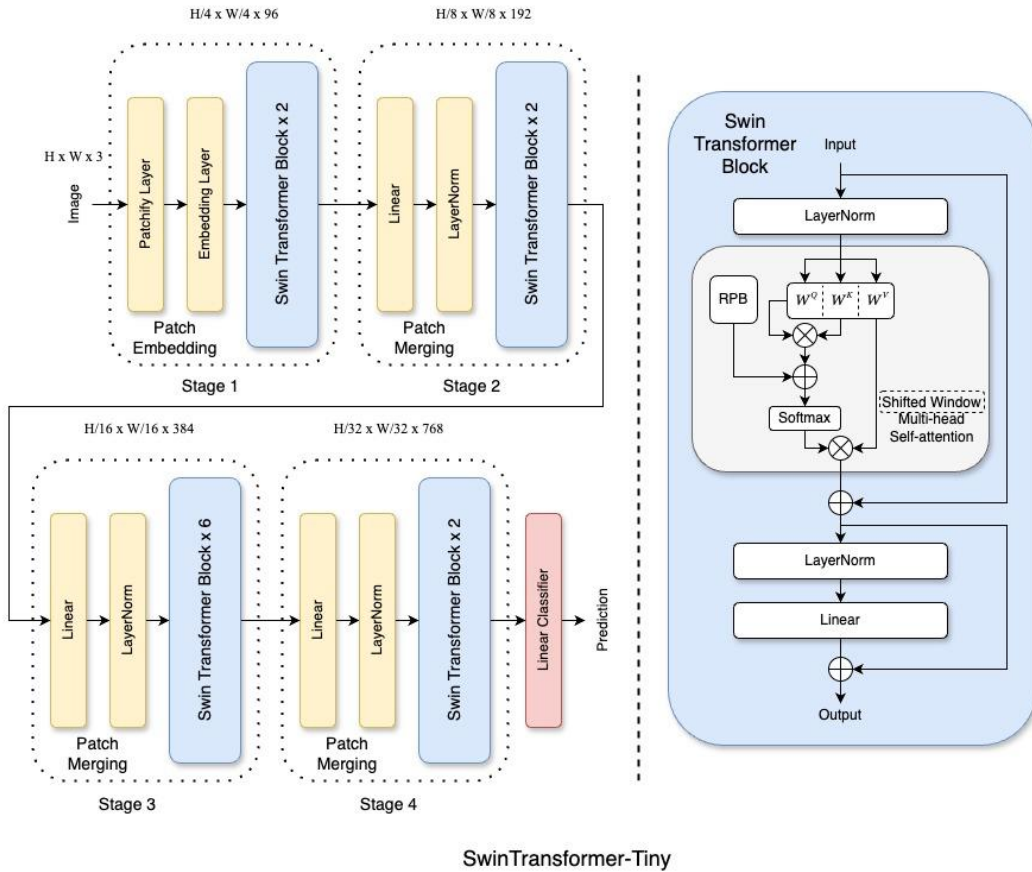 H/4 x W/4 x 96
H/8 x W/8 x 192
H x W x 3
Image
Patchify Layer
Embedding Layer
Swin Transformer Block x 2
Patch
Embedding
Stage 1
Linear
LayerNorm
Swin Transformer Block x 2
Patch
Merging
Stage 2
H/16 x W/16 x 384
H/32 x W/32 x 768
Linear
LayerNorm
Swin Transformer Block x 6
Patch
Merging
Stage 3
Linear
LayerNorm
Swin Transformer Block x 2
Patch
Merging
Stage 4
Linear Classifier
Prediction
Swin
Transformer
Block
Input
LayerNorm
RPB
W^Q W^K W^V
Softmax
Shifted Window
Multi-head
Self-attention
LayerNorm
Linear
Output
SwinTransformer-Tiny